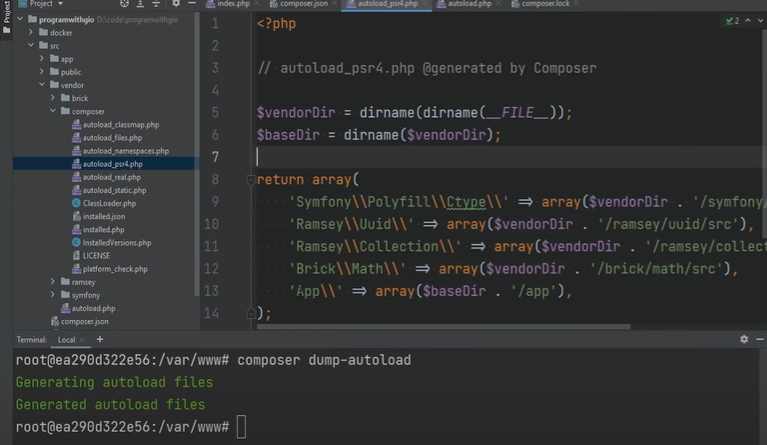 Project
index.php
composer.json
autoload_psr4.php
autoload.php
composer.lock
Project
programwithgio D:\code\programwithgio
docker
src
app
public
vendor
brick
composer
autoload_classmap.php
autoload_files.php
autoload_namespaces.php
autoload_psr4.php
autoload_real.php
autoload_static.php
ClassLoader.php
installed.json
installed.php
InstalledVersions.php
LICENSE
platform_check.php
ramsey
symfony
autoload.php
composer.json
2
1 <?php
2
3 // autoload_psr4.php @generated by Composer
4
5 $vendorDir = dirname(dirname(__FILE__));
6 $baseDir = dirname($vendorDir);
7
8 return array(
9 'Symfony\\Polyfill\\Ctype\\' => array($vendorDir . '/symfony/
10 'Ramsey\\Uuid\\' => array($vendorDir . '/ramsey/uuid/src'),
11 'Ramsey\\Collection\\' => array($vendorDir . '/ramsey/collect
12 'Brick\\Math\\' => array($vendorDir . '/brick/math/src'),
13 'App\\' => array($baseDir . '/app'),
14 );
Terminal: Local
root@ea290d322e56:/var/www# composer dump-autoload
Generating autoload files
Generated autoload files
root@ea290d322e56:/var/www#